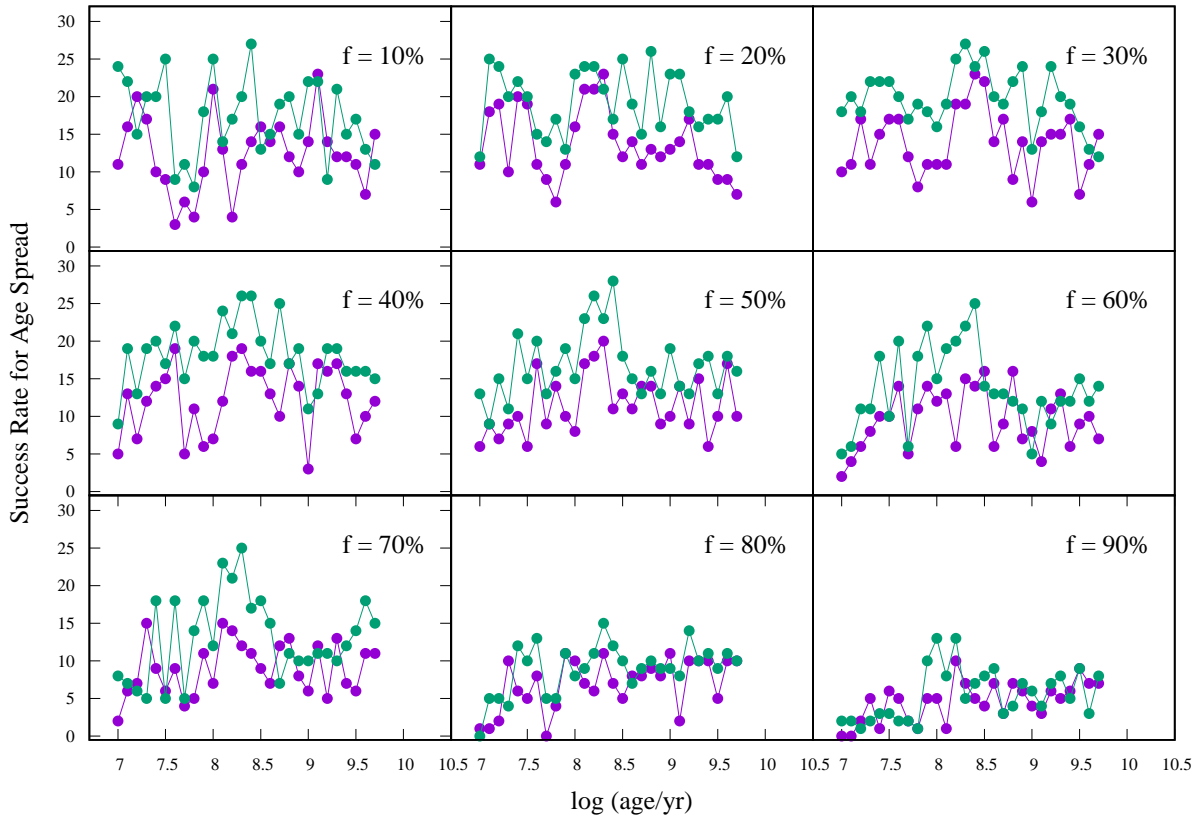 30
25
20
15
10
5
0
f = 10%
f = 20%
f = 30%
Success Rate for Age Spread
30
25
20
15
10
5
0
f = 40%
f = 50%
f = 60%
30
25
20
15
10
5
0
f = 70%
f = 80%
f = 90%
7 7.5 8 8.5 9 9.5 10 10.5 7 7.5 8 8.5 9 9.5 10 10.5 7 7.5 8 8.5 9 9.5 10 10.5
log (age/yr)